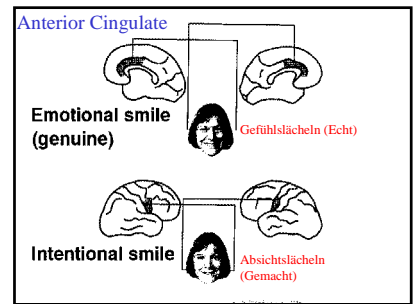 Anterior Cingulate
Emotional smile
(genuine)
Gefühlslächeln (Echt)
Intentional smile
Absichtslächeln
(Gemacht)